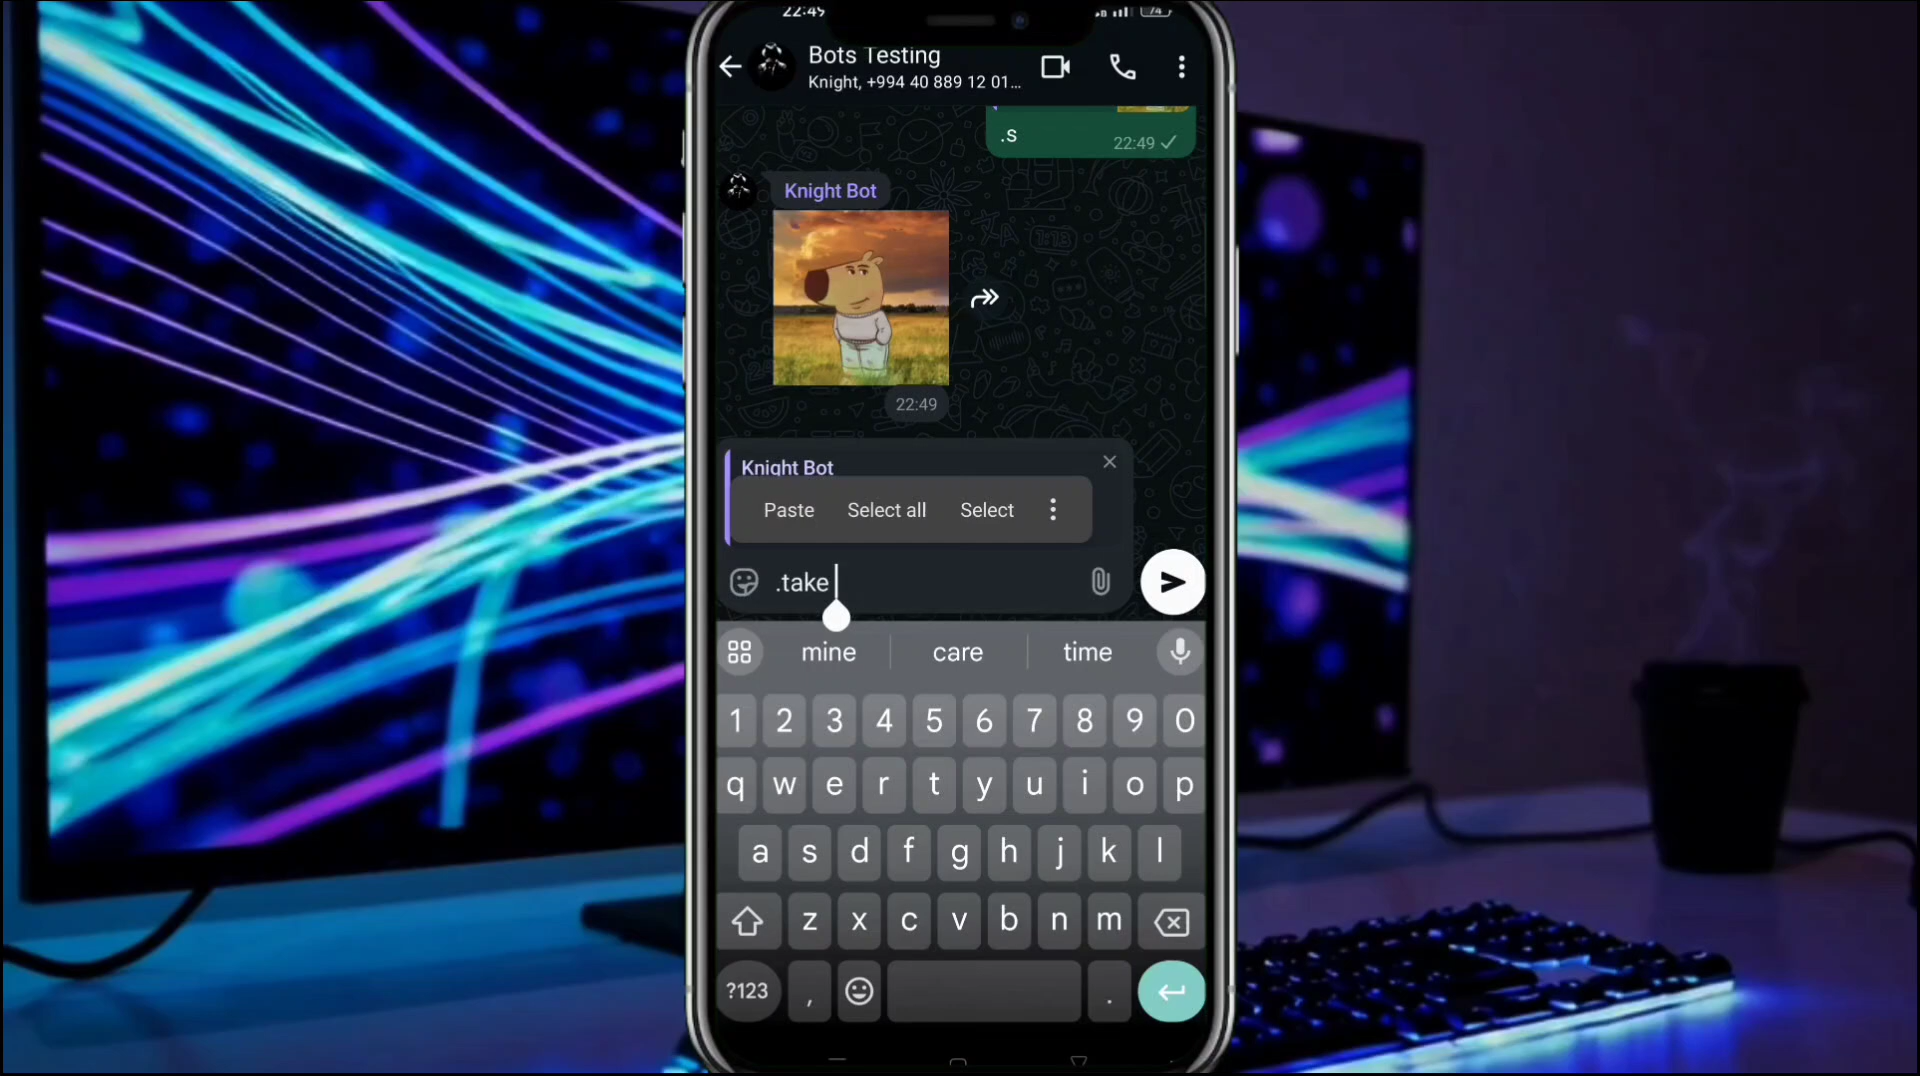 22:49
74
Bots Testing
Knight, +994 40 889 12 01...
.s
22:49
Knight Bot
22:49
Knight Bot
Paste Select all Select
.take
mine care time
1 2 3 4 5 6 7 8 9 0
q w e r t y u i o p
a s d f g h j k l
z x c v b n m
?123 , .